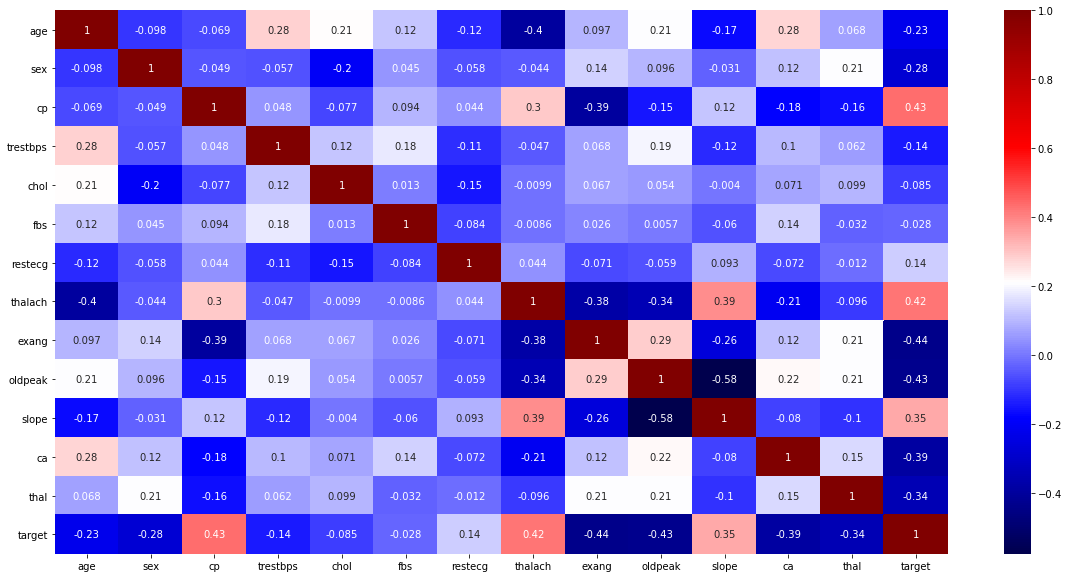 age 1 -0.098 -0.069 0.28 0.21 0.12 -0.12 -0.4 0.097 0.21 -0.17 0.28 0.068 -0.23
sex -0.098 1 -0.049 -0.057 -0.2 0.045 -0.058 -0.044 0.14 0.096 -0.031 0.12 0.21 -0.28
cp -0.069 -0.049 1 0.048 -0.077 0.094 0.044 0.3 -0.39 -0.15 0.12 -0.18 -0.16 0.43
trestbps 0.28 -0.057 0.048 1 0.12 0.18 -0.11 -0.047 0.068 0.19 -0.12 0.1 0.062 -0.14
chol 0.21 -0.2 -0.077 0.12 1 0.013 -0.15 -0.0099 0.067 0.054 -0.004 0.071 0.099 -0.085
fbs 0.12 0.045 0.094 0.18 0.013 1 -0.084 -0.0086 0.026 0.0057 -0.06 0.14 -0.032 -0.028
restecg -0.12 -0.058 0.044 -0.11 -0.15 -0.084 1 0.044 -0.071 -0.059 0.093 -0.072 -0.012 0.14
thalach -0.4 -0.044 0.3 -0.047 -0.0099 -0.0086 0.044 1 -0.38 -0.34 0.39 -0.21 -0.096 0.42
exang 0.097 0.14 -0.39 0.068 0.067 0.026 -0.071 -0.38 1 0.29 -0.26 0.12 0.21 -0.44
oldpeak 0.21 0.096 -0.15 0.19 0.054 0.0057 -0.059 -0.34 0.29 1 -0.58 0.22 0.21 -0.43
slope -0.17 -0.031 0.12 -0.12 -0.004 -0.06 0.093 0.39 -0.26 -0.58 1 -0.08 -0.1 0.35
ca 0.28 0.12 -0.18 0.1 0.071 0.14 -0.072 -0.21 0.12 0.22 -0.08 1 0.15 -0.39
thal 0.068 0.21 -0.16 0.062 0.099 -0.032 -0.012 -0.096 0.21 0.21 -0.1 0.15 1 -0.34
target -0.23 -0.28 0.43 -0.14 -0.085 -0.028 0.14 0.42 -0.44 -0.43 0.35 -0.39 -0.34 1
age sex cp trestbps chol fbs restecg thalach exang oldpeak slope ca thal target
1.0
0.8
0.6
0.4
0.2
0.0
-0.2
-0.4